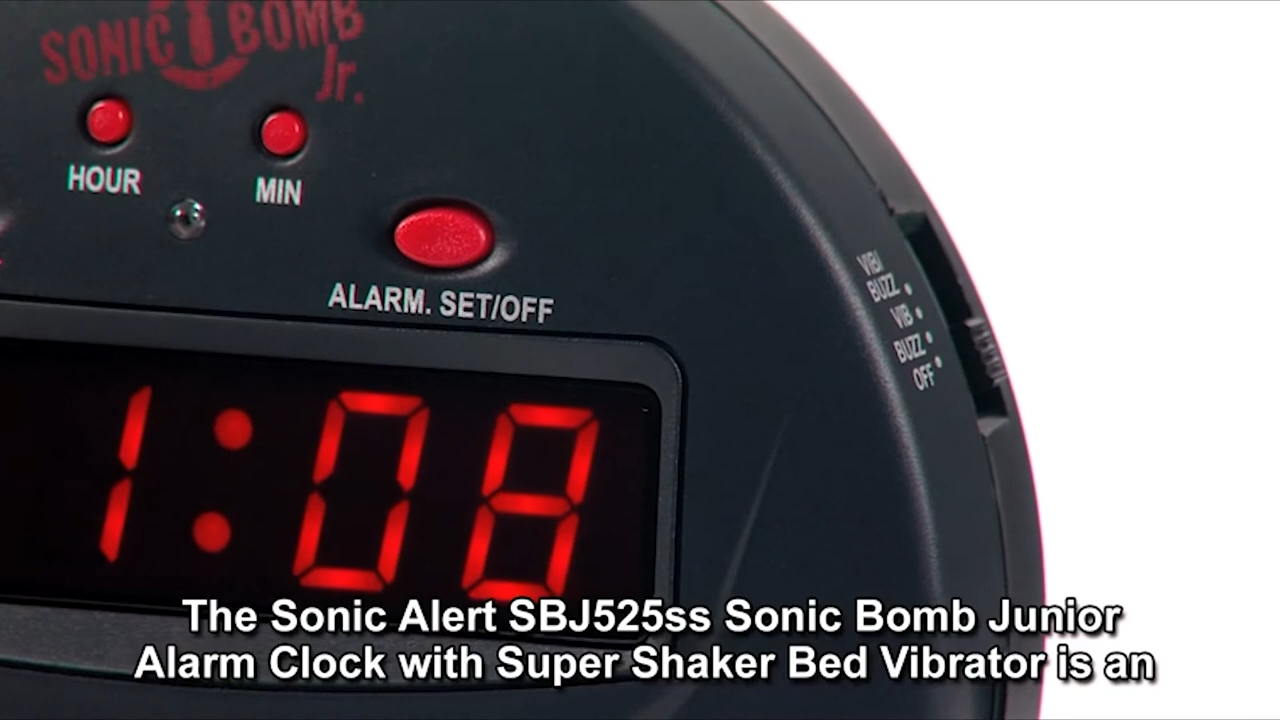 SONIC BOMB
Jr.
HOUR
MIN
ALARM. SET/OFF
VIB/
BUZZ
VIB
BUZZ
OFF
1:08
The Sonic Alert SBJ525ss Sonic Bomb Junior
Alarm Clock with Super Shaker Bed Vibrator is an